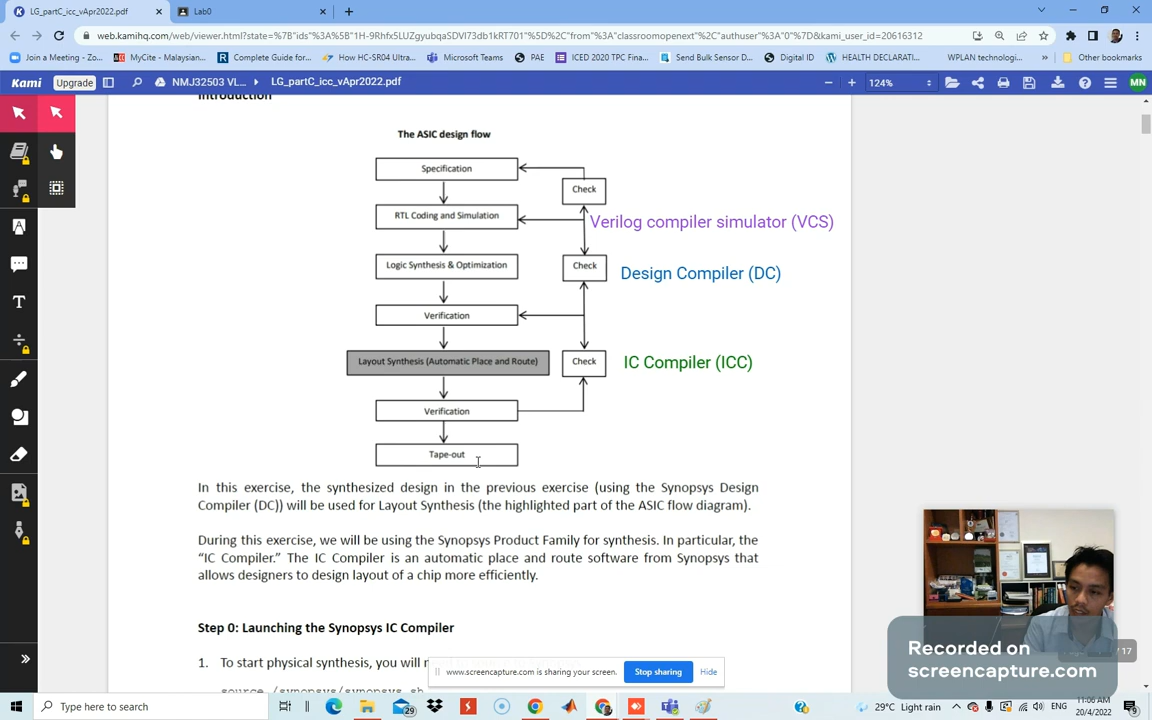 LG_partC_icc_vApr2022.pdf
Lab0
web.kamihq.com/web/viewer.html?state=%7B"ids"%3A%5B"1H-9Rhfx5LUZgyubqaSDVl73db1kRT701"%5D%2C"from"%3A"classroomopenext"%2C"authuser"%3A"0"%7D&kami_user_id=20616312
Join a Meeting - Zo...
MyCite - Malaysian...
Complete Guide for...
How HC-SR04 Ultra...
Microsoft Teams
PAE
ICED 2020 TPC Fina...
Send Bulk Sensor D...
Digital ID
HEALTH DECLARATI...
WPLAN technologi...
Other bookmarks
Kami
Upgrade
NMJ32503 VL...
LG_partC_icc_vApr2022.pdf
124%
MN
Introduction
The ASIC design flow
Specification
Check
RTL Coding and Simulation
Verilog compiler simulator (VCS)
Logic Synthesis & Optimization
Check
Design Compiler (DC)
Verification
Layout Synthesis (Automatic Place and Route)
Check
IC Compiler (ICC)
Verification
Tape-out
In this exercise, the synthesized design in the previous exercise (using the Synopsys Design
Compiler (DC)) will be used for Layout Synthesis (the highlighted part of the ASIC flow diagram).
During this exercise, we will be using the Synopsys Product Family for synthesis. In particular, the
"IC Compiler." The IC Compiler is an automatic place and route software from Synopsys that
allows designers to design layout of a chip more efficiently.
Step 0: Launching the Synopsys IC Compiler
1. To start physical synthesis, you will
source /synopsys/synopsys.sh
www.screencapture.com is sharing your screen.
Stop sharing
Hide
Recorded on
screencapture.com
/ 17
Type here to search
29
29°C Light rain
ENG
11:06 AM
20/4/2022